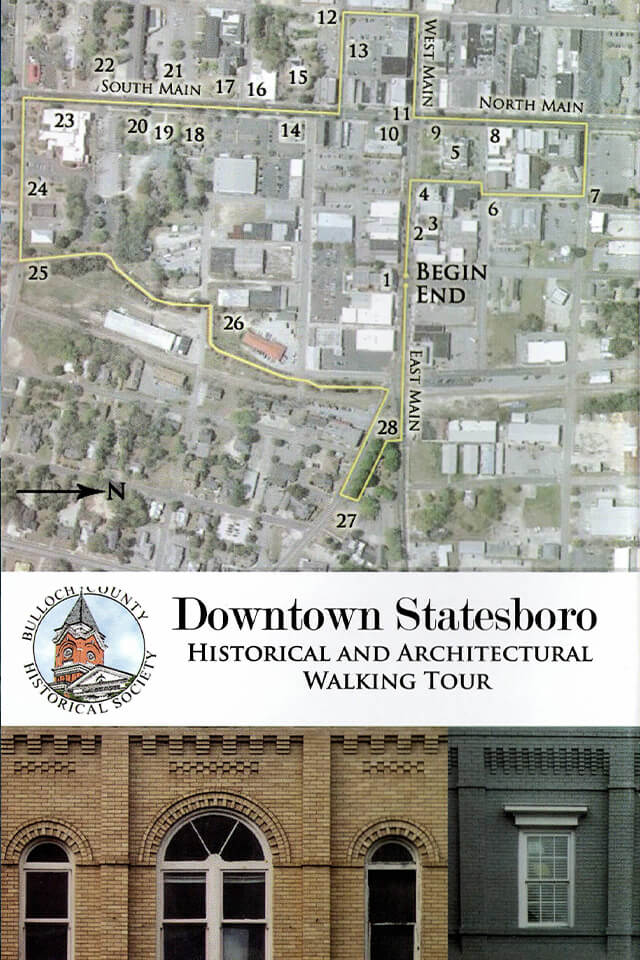 12
13
WEST MAIN
22
21
SOUTH MAIN
17
16
15
11
NORTH MAIN
23
20
19
18
14
10
9
8
5
24
4
3
2
6
7
25
1
BEGIN
END
26
EAST MAIN
28
N
27
BULLOCH COUNTY
HISTORICAL SOCIETY
Downtown Statesboro
HISTORICAL AND ARCHITECTURAL
WALKING TOUR